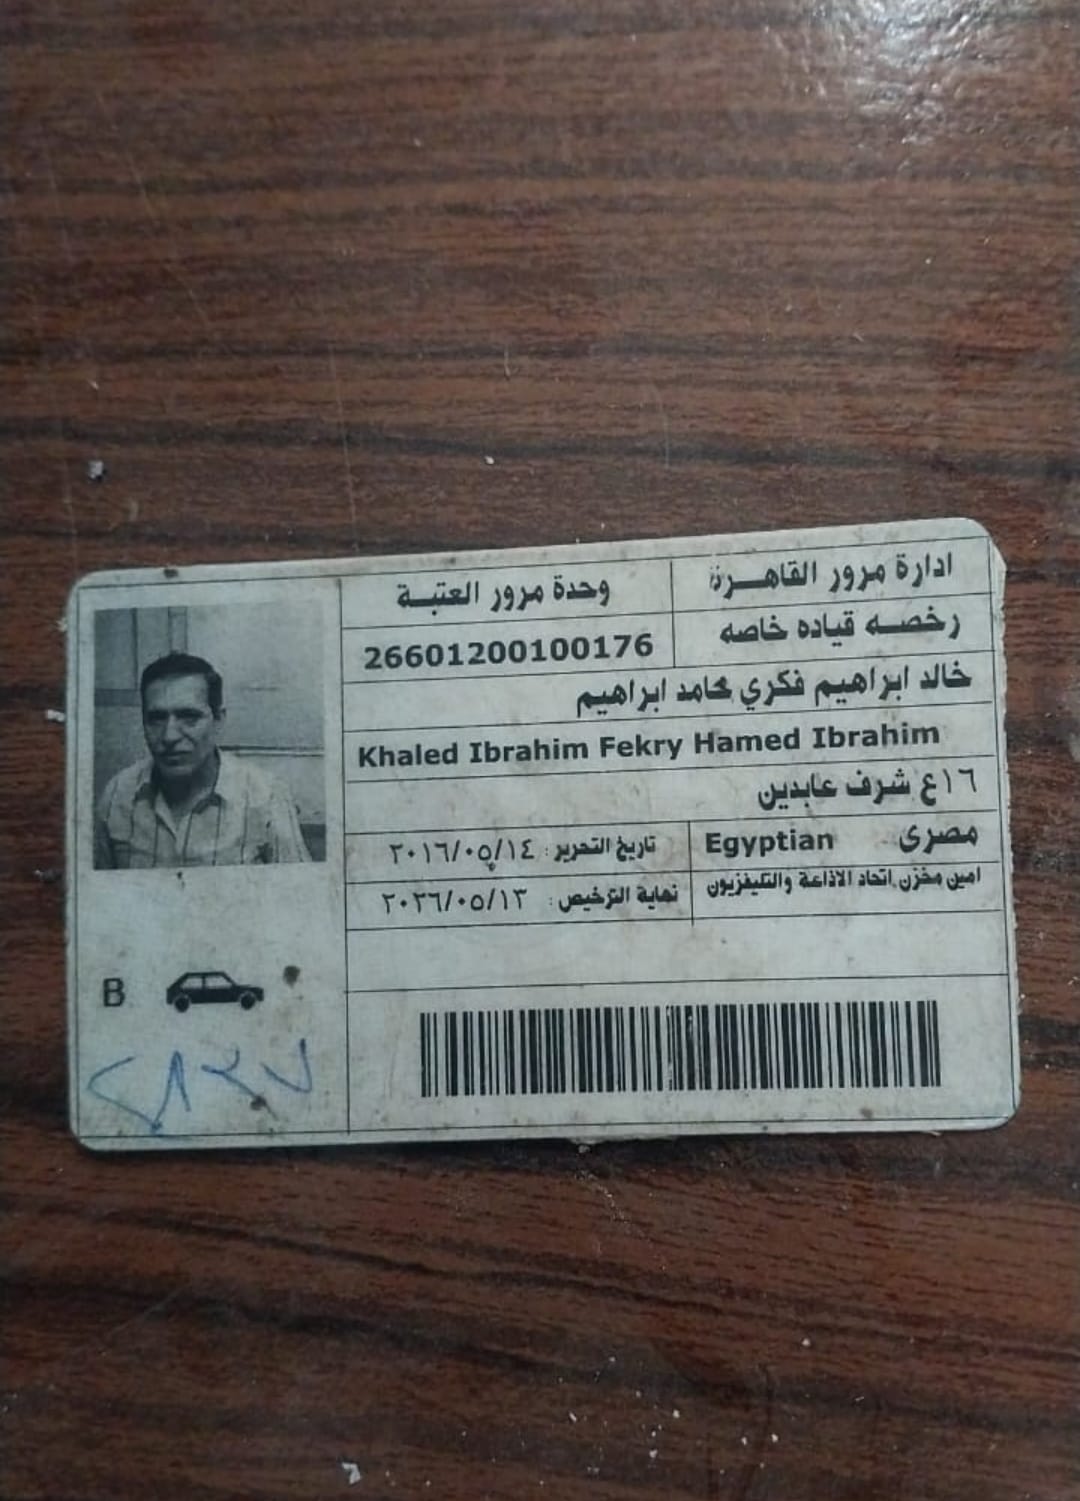 ادارة مرور القاهرة وحدة مرور العتبة
رخصه قياده خاصه 26601200100176
خالد ابراهيم فكري حامد ابراهيم
Khaled Ibrahim Fekry Hamed Ibrahim
١٦ع شرف عابدين
مصرى Egyptian تاريخ التحرير : ٢٠١٦/٠٥/١٤
امين مخزن اتحاد الاذاعة والتليفزيون نهاية الترخيص : ٢٠٢٦/٠٥/١٣
B